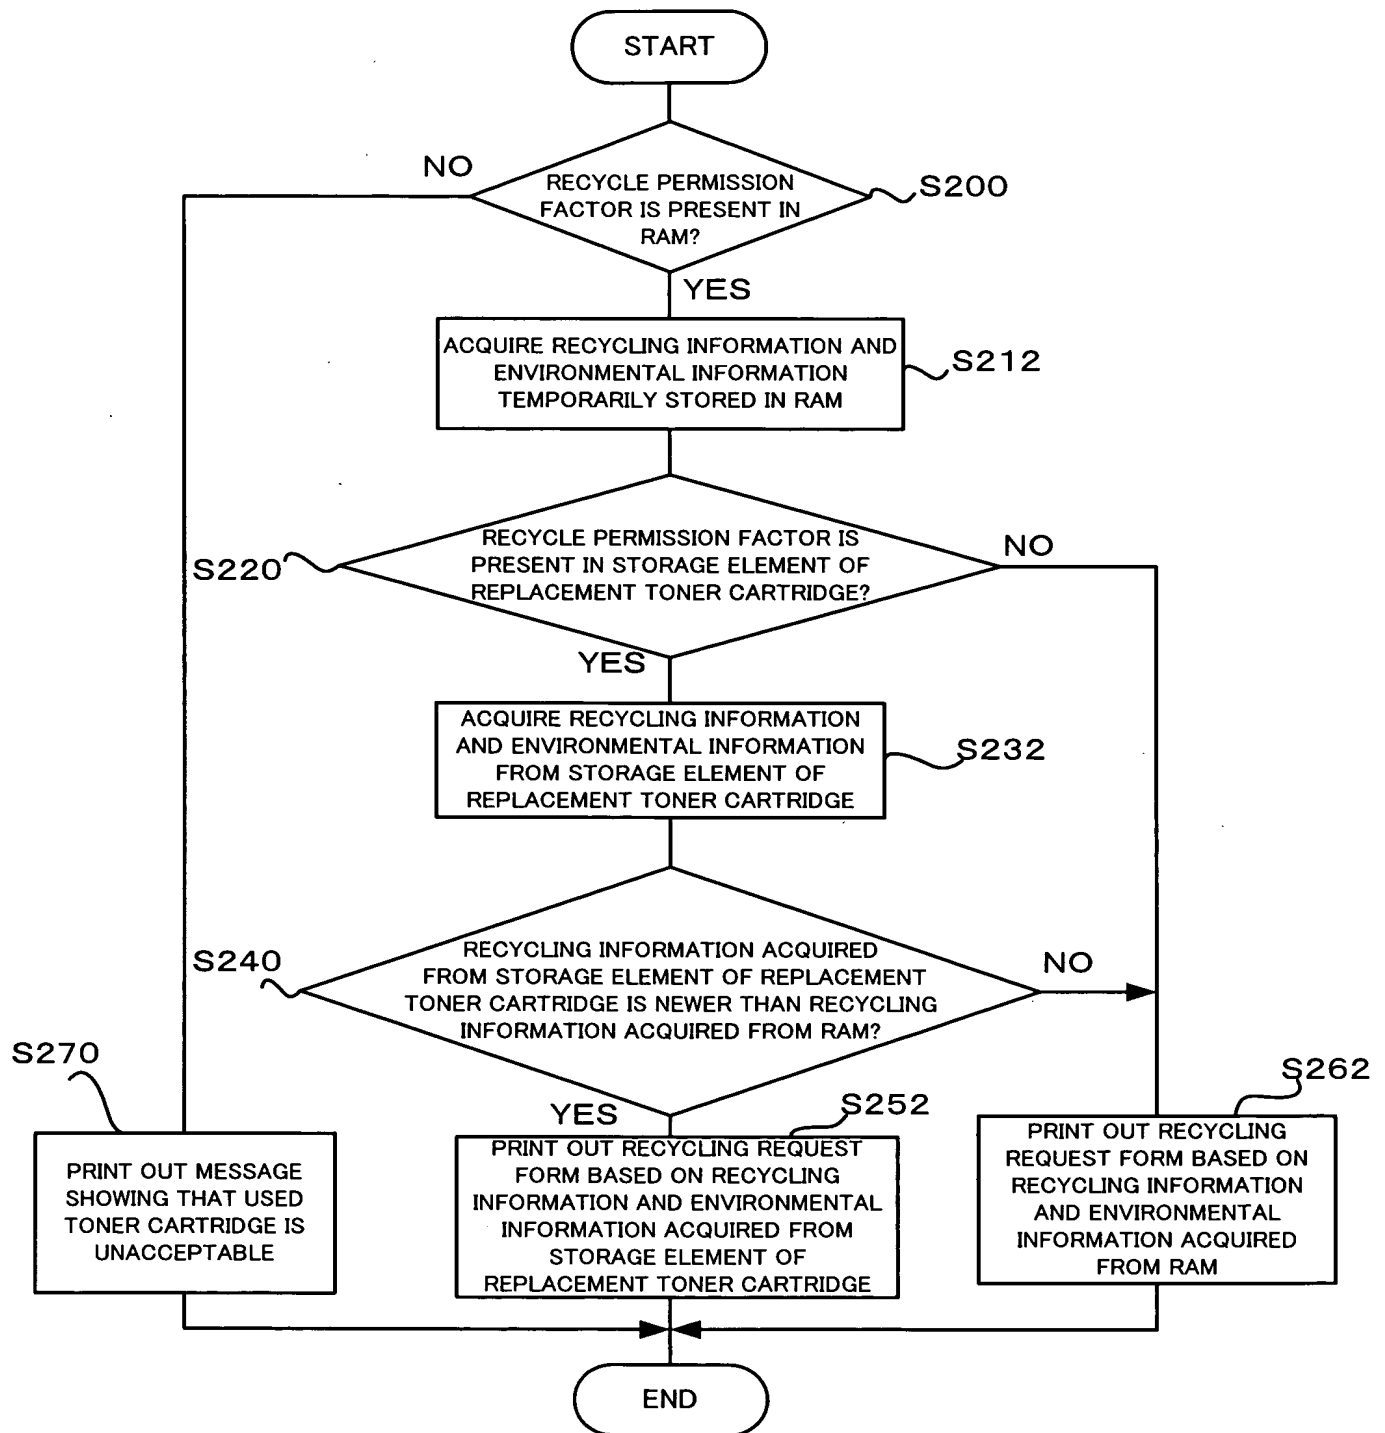 START
NO
RECYCLE PERMISSION
FACTOR IS PRESENT IN
RAM?
S200
YES
ACQUIRE RECYCLING INFORMATION AND
ENVIRONMENTAL INFORMATION
TEMPORARILY STORED IN RAM
S212
S220
RECYCLE PERMISSION FACTOR IS
PRESENT IN STORAGE ELEMENT OF
REPLACEMENT TONER CARTRIDGE?
NO
YES
ACQUIRE RECYCLING INFORMATION
AND ENVIRONMENTAL INFORMATION
FROM STORAGE ELEMENT OF
REPLACEMENT TONER CARTRIDGE
S232
S240
RECYCLING INFORMATION ACQUIRED
FROM STORAGE ELEMENT OF REPLACEMENT
TONER CARTRIDGE IS NEWER THAN RECYCLING
INFORMATION ACQUIRED FROM RAM?
NO
S270
PRINT OUT MESSAGE
SHOWING THAT USED
TONER CARTRIDGE IS
UNACCEPTABLE
YES
S252
PRINT OUT RECYCLING REQUEST
FORM BASED ON RECYCLING
INFORMATION AND ENVIRONMENTAL
INFORMATION ACQUIRED FROM
STORAGE ELEMENT OF
REPLACEMENT TONER CARTRIDGE
S262
PRINT OUT RECYCLING
REQUEST FORM BASED ON
RECYCLING INFORMATION
AND ENVIRONMENTAL
INFORMATION ACQUIRED
FROM RAM
END